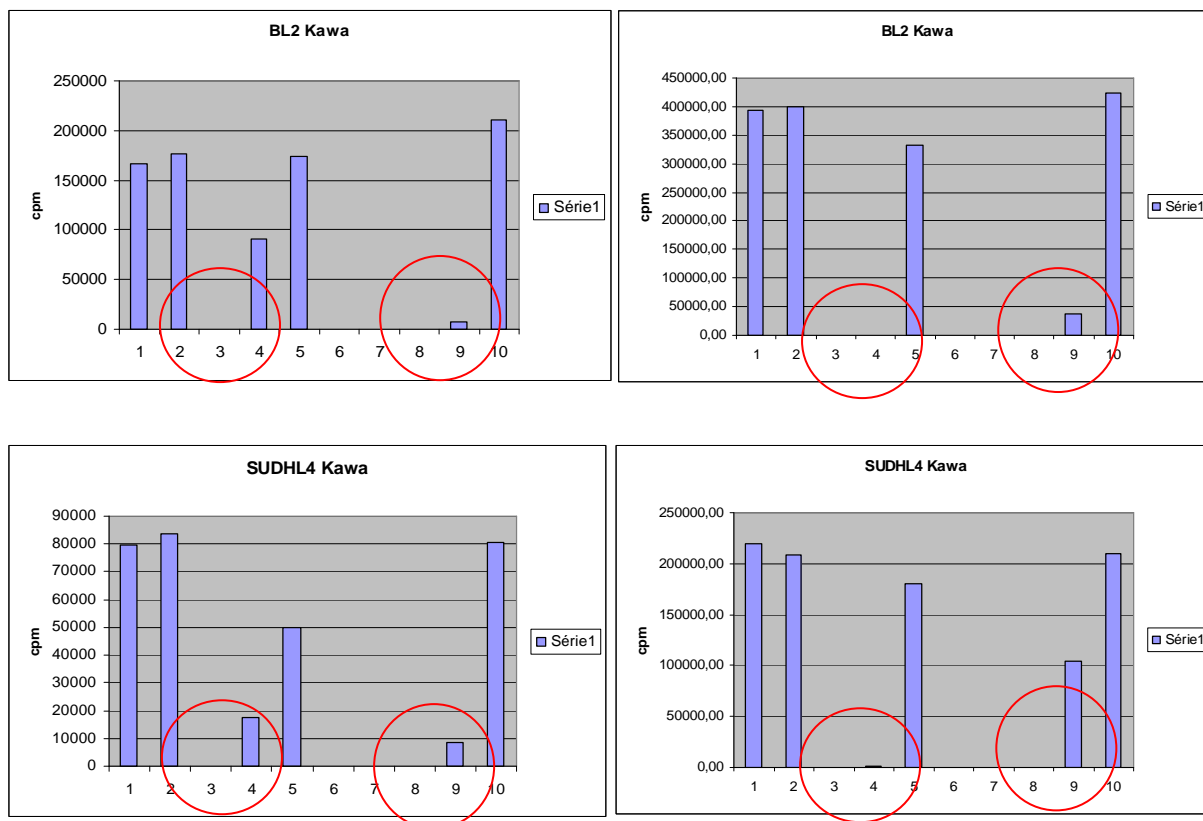 BL2 Kawa
250000
200000
150000
100000
50000
0
cpm
1 2 3 4 5 6 7 8 9 10
Série1
BL2 Kawa
450000,00
400000,00
350000,00
300000,00
250000,00
200000,00
150000,00
100000,00
50000,00
0,00
cpm
1 2 3 4 5 6 7 8 9 10
Série1
SUDHL4 Kawa
90000
80000
70000
60000
50000
40000
30000
20000
10000
0
cpm
1 2 3 4 5 6 7 8 9 10
Série1
SUDHL4 Kawa
250000,00
200000,00
150000,00
100000,00
50000,00
0,00
cpm
1 2 3 4 5 6 7 8 9 10
Série1